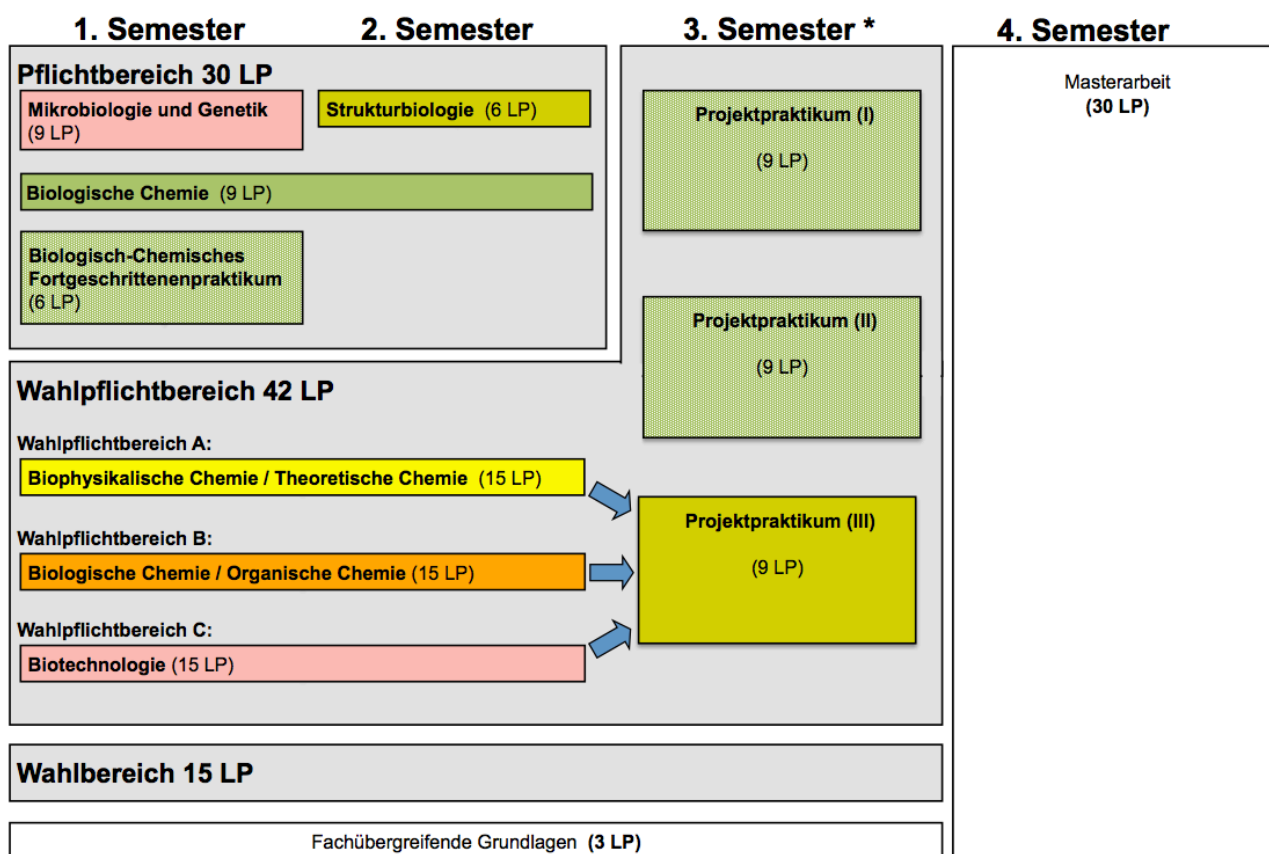 1. Semester
2. Semester
3. Semester *
4. Semester
Pflichtbereich 30 LP
Mikrobiologie und Genetik
(9 LP)
Strukturbiologie (6 LP)
Biologische Chemie (9 LP)
Biologisch-Chemisches
Fortgeschrittenenpraktikum
(6 LP)
Projektpraktikum (I)
(9 LP)
Projektpraktikum (II)
(9 LP)
Masterarbeit
(30 LP)
Wahlpflichtbereich 42 LP
Wahlpflichtbereich A:
Biophysikalische Chemie / Theoretische Chemie (15 LP)
Wahlpflichtbereich B:
Biologische Chemie / Organische Chemie (15 LP)
Wahlpflichtbereich C:
Biotechnologie (15 LP)
Projektpraktikum (III)
(9 LP)
Wahlbereich 15 LP
Fachübergreifende Grundlagen (3 LP)